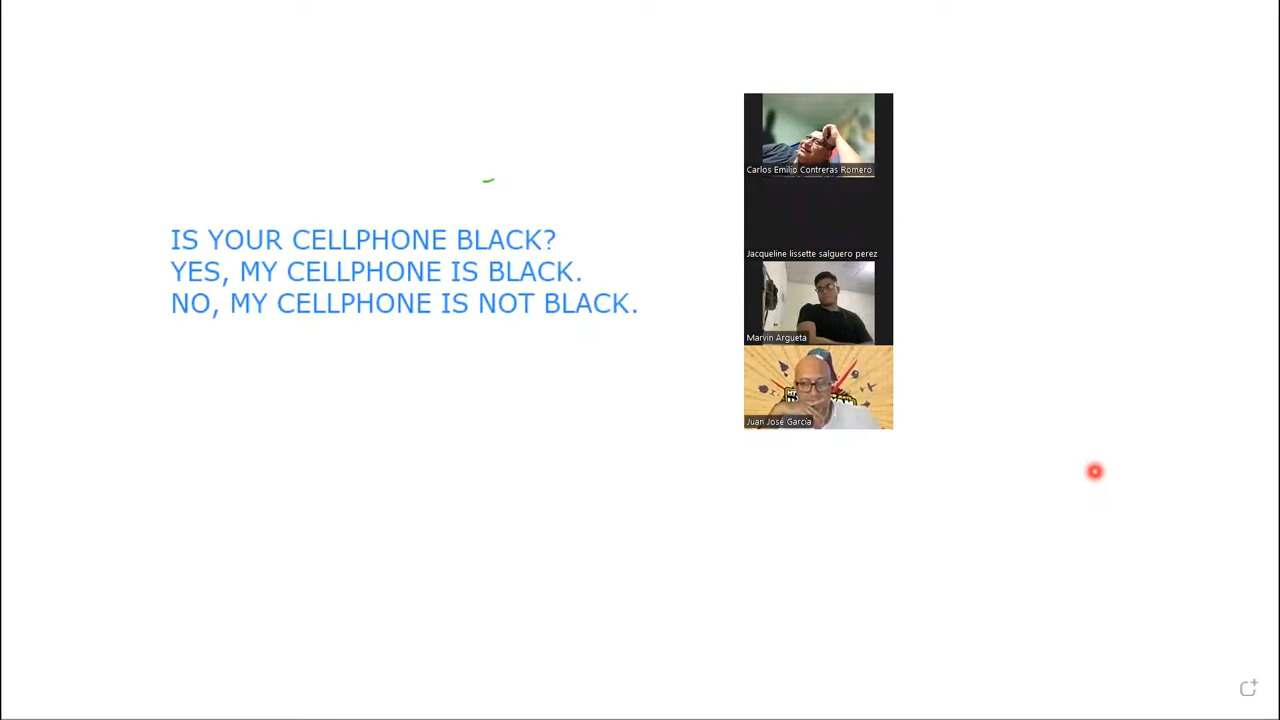 IS YOUR CELLPHONE BLACK?
YES, MY CELLPHONE IS BLACK.
NO, MY CELLPHONE IS NOT BLACK.
Carlos Emilio Contreras Romero
Jacqueline lissette salguero perez
Marvin Argueta
Juan José García